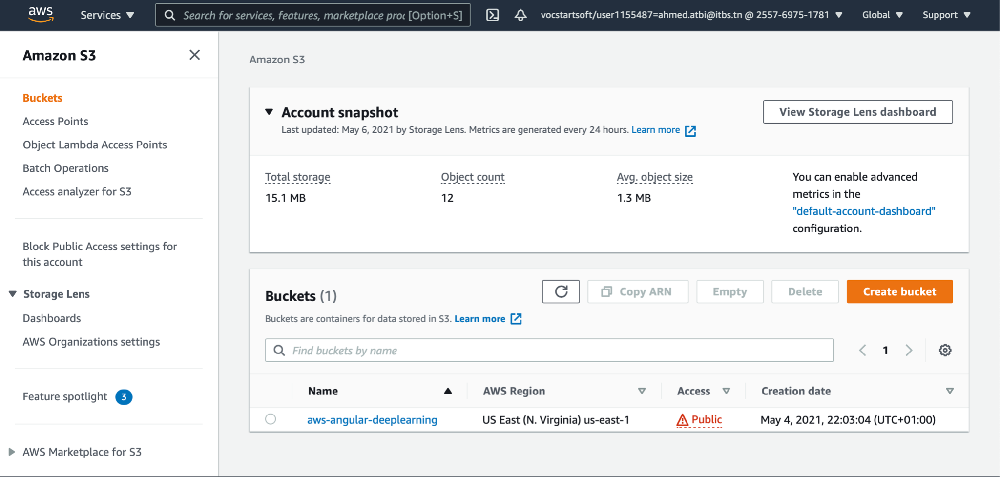 aws
Services
Search for services, features, marketplace proc [Option+S]
vocstartsoft/user1155487=ahmed.atbi@itbs.tn @ 2557-6975-1781
Global
Support
Amazon S3
Buckets
Access Points
Object Lambda Access Points
Batch Operations
Access analyzer for S3
Block Public Access settings for
this account
Storage Lens
Dashboards
AWS Organizations settings
Feature spotlight 3
AWS Marketplace for S3
Amazon S3
Account snapshot
View Storage Lens dashboard
Last updated: May 6, 2021 by Storage Lens. Metrics are generated every 24 hours. Learn more
Total storage
15.1 MB
Object count
12
Avg. object size
1.3 MB
You can enable advanced
metrics in the
"default-account-dashboard"
configuration.
Buckets (1)
Copy ARN
Empty
Delete
Create bucket
Buckets are containers for data stored in S3. Learn more
Find buckets by name
1
Name AWS Region Access Creation date
aws-angular-deeplearning US East (N. Virginia) us-east-1 Public May 4, 2021, 22:03:04 (UTC+01:00)